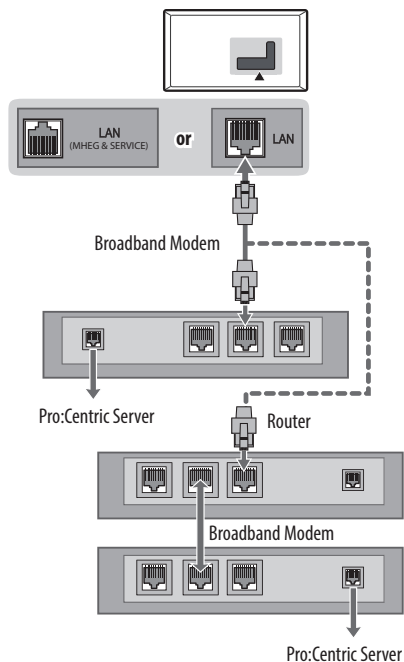 LAN
(MHEG & SERVICE)
or
LAN
Broadband Modem
Pro:Centric Server
Router
Broadband Modem
Pro:Centric Server